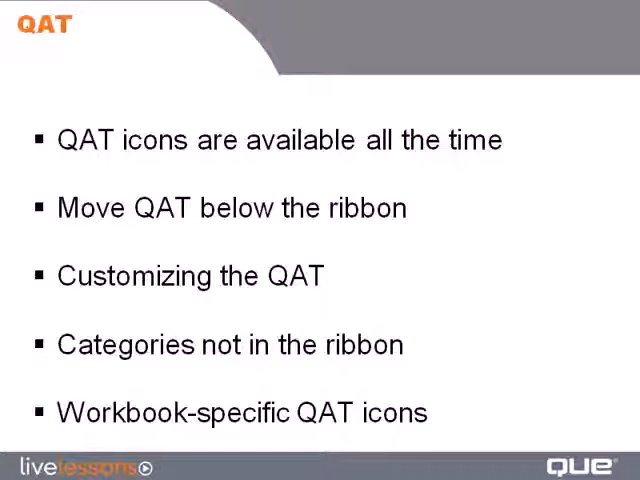 QAT
▪ QAT icons are available all the time
▪ Move QAT below the ribbon
▪ Customizing the QAT
▪ Categories not in the ribbon
▪ Workbook-specific QAT icons
livelessons
que